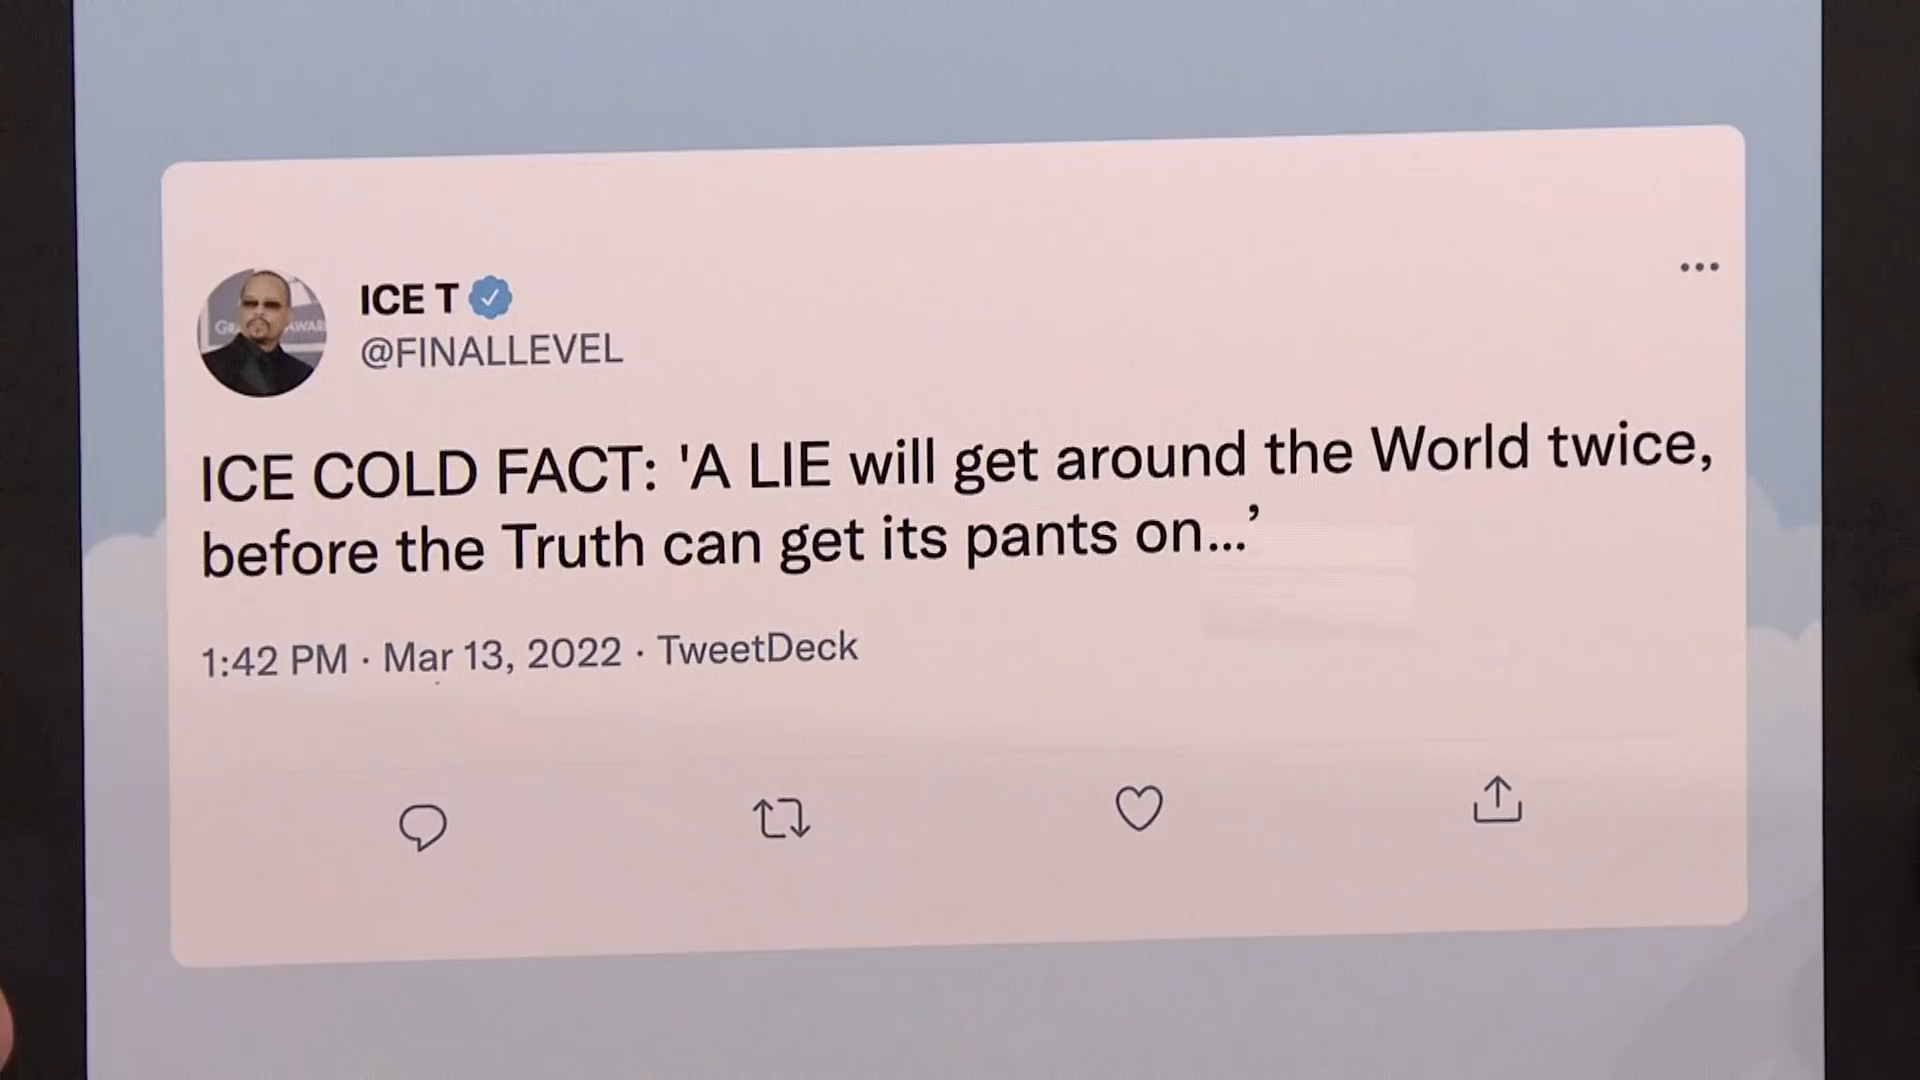 ICE T
@FINALLEVEL
ICE COLD FACT: 'A LIE will get around the World twice,
before the Truth can get its pants on...’
1:42 PM · Mar 13, 2022 · TweetDeck